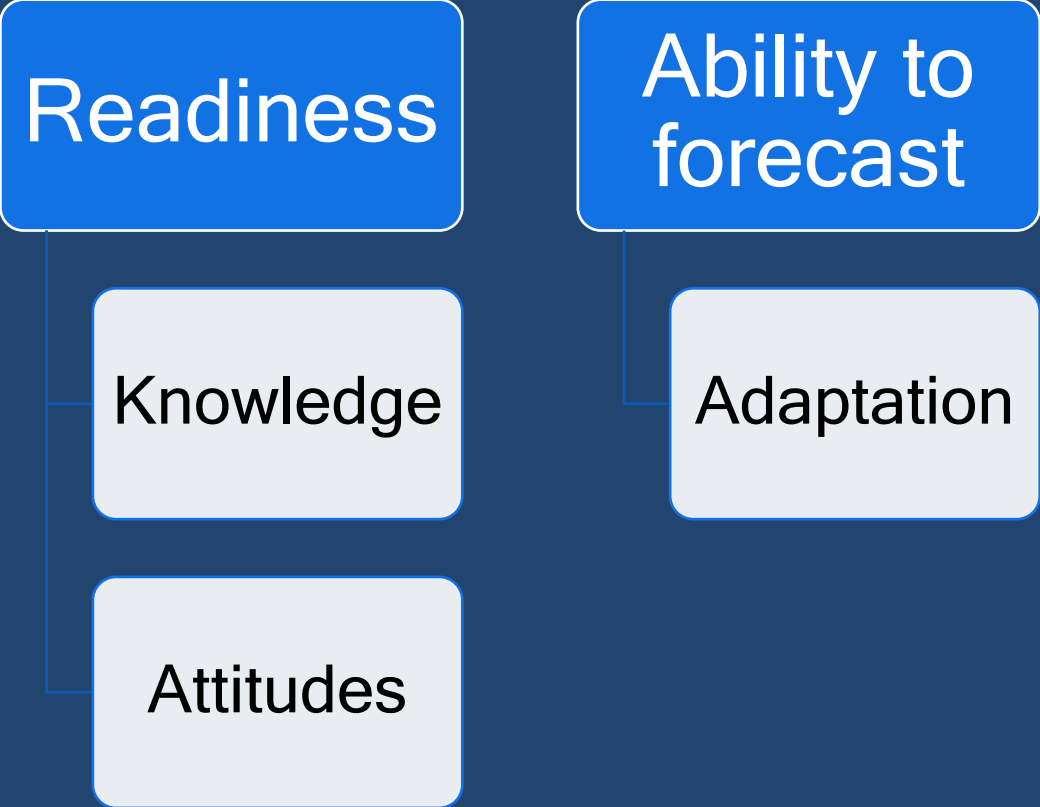 Readiness
Knowledge
Attitudes
Ability to
forecast
Adaptation